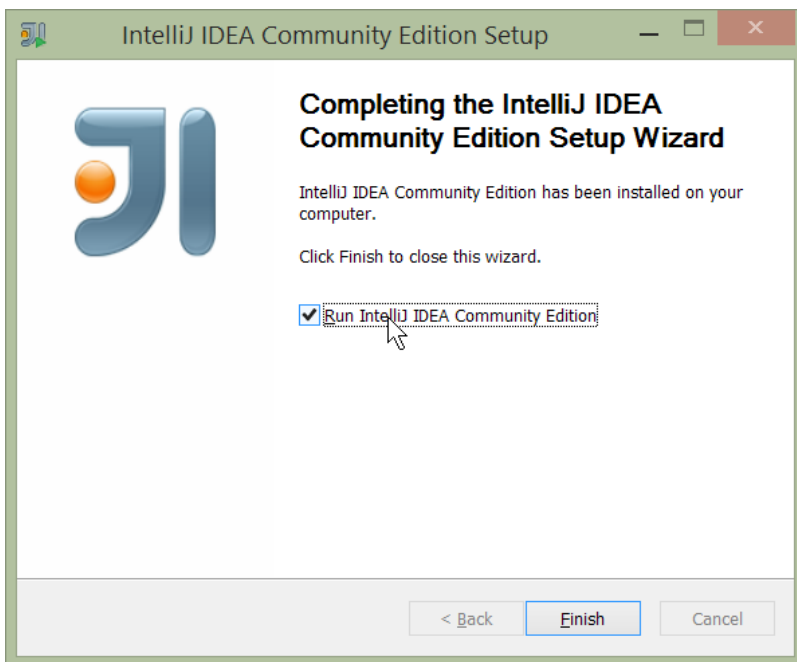 IntelliJ IDEA Community Edition Setup
Completing the IntelliJ IDEA
Community Edition Setup Wizard
IntelliJ IDEA Community Edition has been installed on your
computer.
Click Finish to close this wizard.
Run IntelliJ IDEA Community Edition
< Back
Finish
Cancel